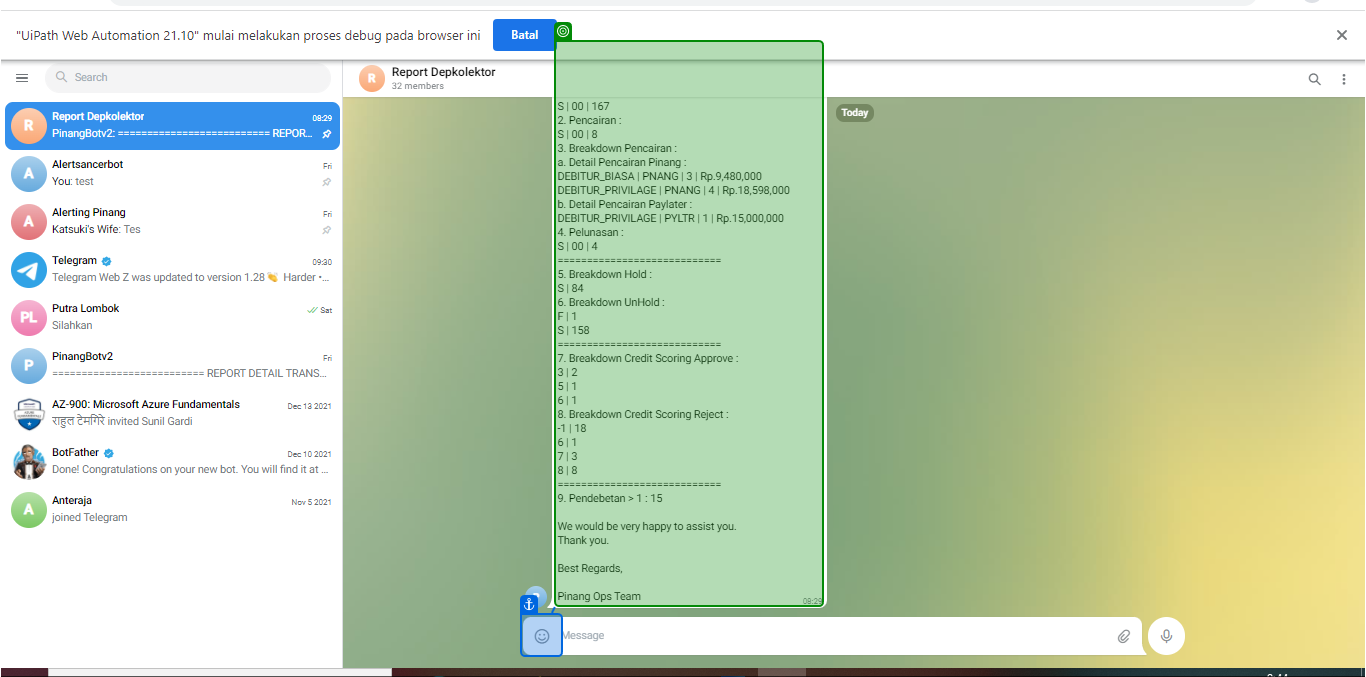 "UiPath Web Automation 21.10" mulai melakukan proses debug pada browser ini
Batal
Search
Report Depkolektor
08:29
PinangBotv2: ========================== REPOR...
Alertsancerbot
Fri
You: test
Alerting Pinang
Fri
Katsuki's Wife: Tes
Telegram
09:30
Telegram Web Z was updated to version 1.28 👏 Harder •...
Putra Lombok
Sat
Silahkan
PinangBotv2
Fri
========================== REPORT DETAIL TRANS...
AZ-900: Microsoft Azure Fundamentals
Dec 13 2021
राहुल टेमगिरे invited Sunil Gardi
BotFather
Dec 10 2021
Done! Congratulations on your new bot. You will find it at ...
Anteraja
Nov 5 2021
joined Telegram
R
A
A
PL
P
A
R
Report Depkolektor
32 members
Today
S | 00 | 167
2. Pencairan :
S | 00 | 8
3. Breakdown Pencairan :
a. Detail Pencairan Pinang :
DEBITUR_BIASA | PNANG | 3 | Rp.9,480,000
DEBITUR_PRIVILAGE | PNANG | 4 | Rp.18,598,000
b. Detail Pencairan Paylater :
DEBITUR_PRIVILAGE | PYLTR | 1 | Rp.15,000,000
4. Pelunasan :
S | 00 | 4
============================
5. Breakdown Hold :
S | 84
6. Breakdown UnHold :
F | 1
S | 158
============================
7. Breakdown Credit Scoring Approve :
3 | 2
5 | 1
6 | 1
8. Breakdown Credit Scoring Reject :
-1 | 18
6 | 1
7 | 3
8 | 8
============================
9. Pendebetan > 1 : 15
We would be very happy to assist you.
Thank you.
Best Regards,
Pinang Ops Team
08:29
Message